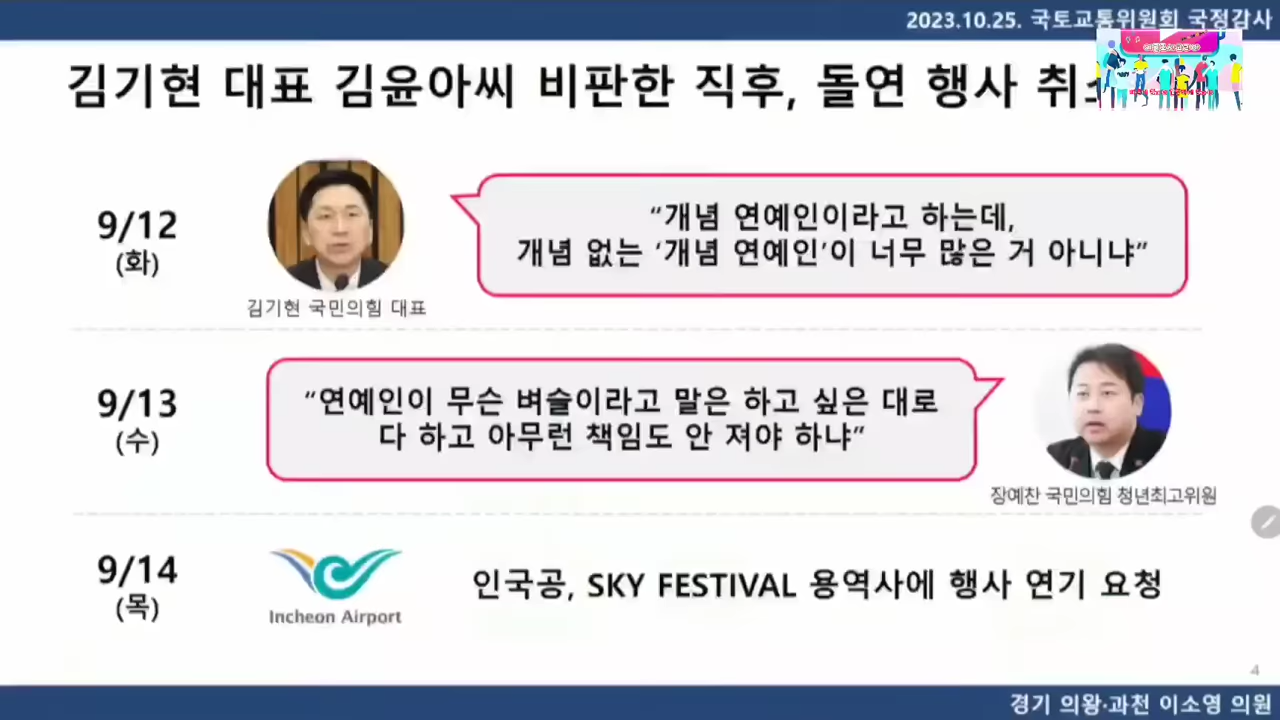 2023.10.25. 국토교통위원회 국정감사
김기현 대표 김윤아씨 비판한 직후, 돌연 행사
9/12
(화)
“개념 연예인이라고 하는데,
개념 없는 ‘개념 연예인’이 너무 많은 거 아니냐”
김기현 국민의힘 대표
9/13
(수)
“연예인이 무슨 벼슬이라고 말은 하고 싶은 대로
다 하고 아무런 책임도 안 져야 하냐”
장예찬 국민의힘 청년최고위원
9/14
(목)
Incheon Airport
인국공, SKY FESTIVAL 용역사에 행사 연기 요청
4
경기 의왕·과천 이소영 의원